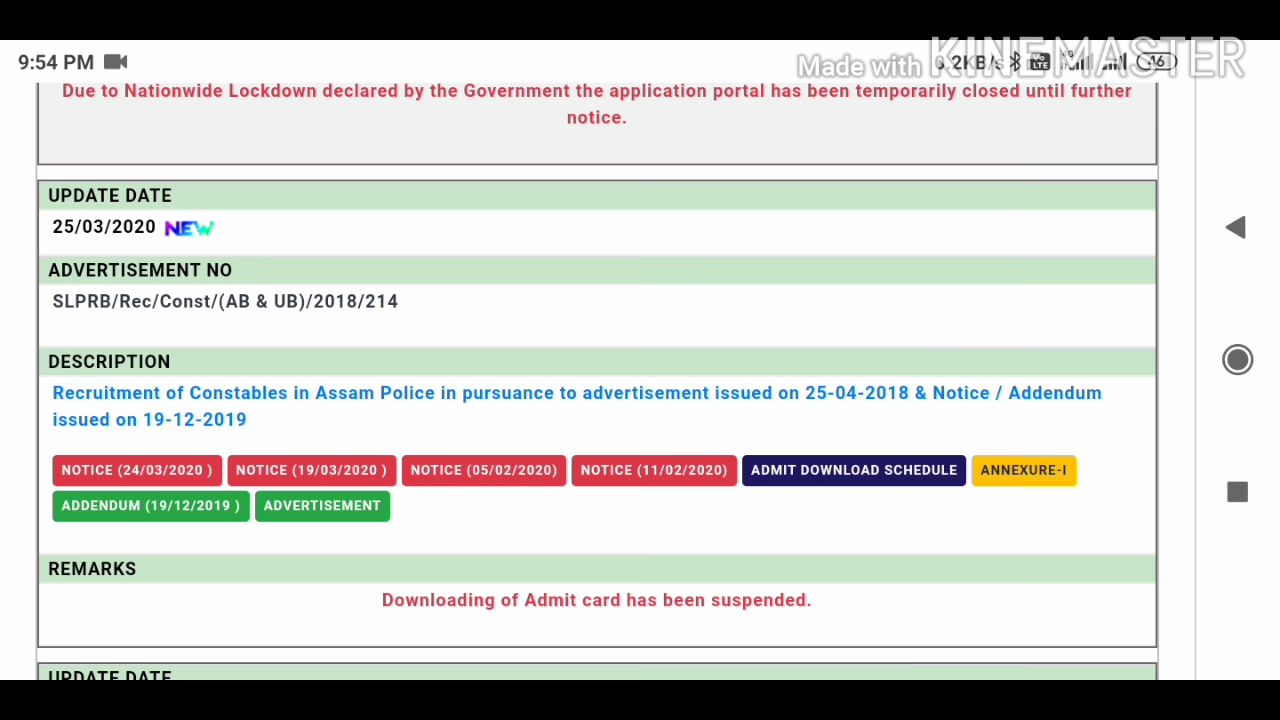 9:54 PM
Made with KINEMASTER
0.2KB/s
46
Due to Nationwide Lockdown declared by the Government the application portal has been temporarily closed until further
notice.
UPDATE DATE
25/03/2020 NEW
ADVERTISEMENT NO
SLPRB/Rec/Const/(AB & UB)/2018/214
DESCRIPTION
Recruitment of Constables in Assam Police in pursuance to advertisement issued on 25-04-2018 & Notice / Addendum
issued on 19-12-2019
NOTICE (24/03/2020 ) NOTICE (19/03/2020 ) NOTICE (05/02/2020) NOTICE (11/02/2020) ADMIT DOWNLOAD SCHEDULE ANNEXURE-I
ADDENDUM (19/12/2019 ) ADVERTISEMENT
REMARKS
Downloading of Admit card has been suspended.
UPDATE DATE